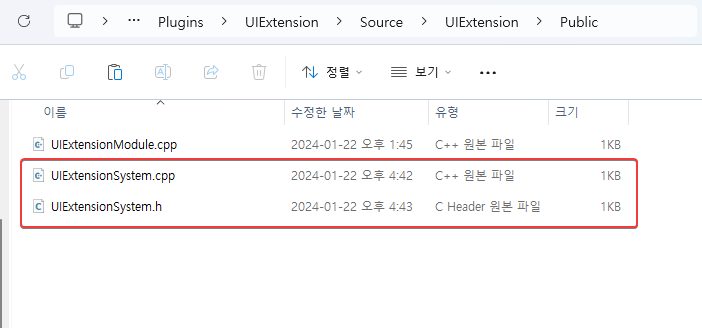 ··· Plugins > UIExtension > Source > UIExtension > Public
정렬 보기 ···
이름 수정한 날짜 유형 크기
UIExtensionModule.cpp 2024-01-22 오후 1:45 C++ 원본 파일 1KB
UIExtensionSystem.cpp 2024-01-22 오후 4:42 C++ 원본 파일 1KB
UIExtensionSystem.h 2024-01-22 오후 4:43 C Header 원본 파일 1KB